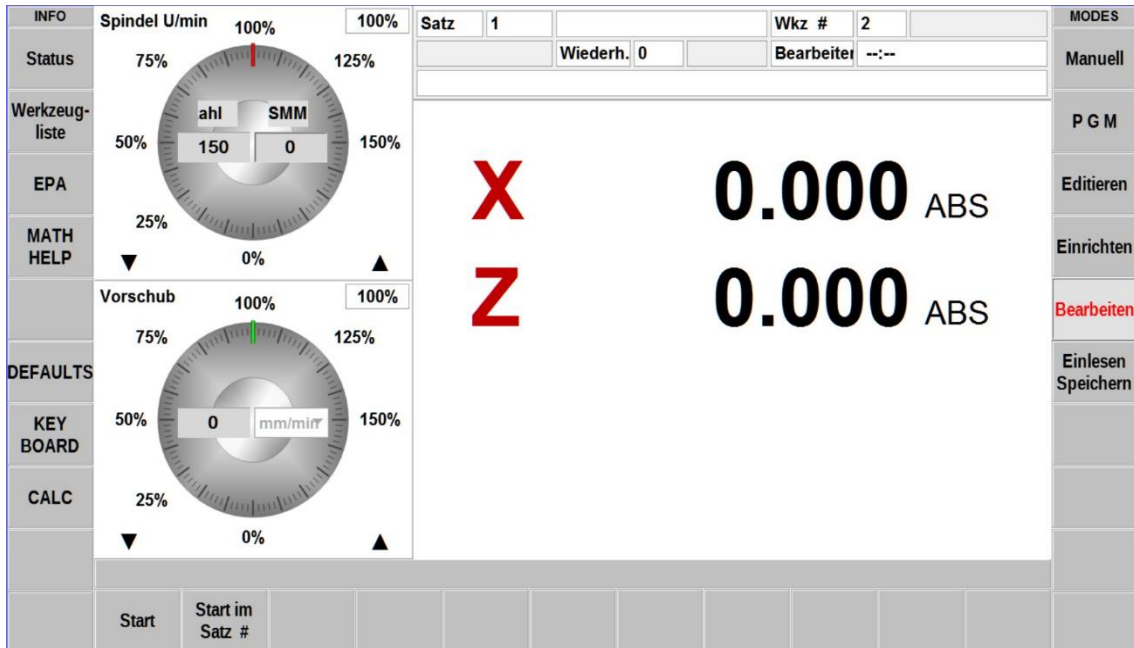 INFO
Status
Werkzeug-
liste
EPA
MATH
HELP
DEFAULTS
KEY
BOARD
CALC
Spindel U/min
100%
100%
75%
125%
ahl
SMM
50%
150
0
150%
25%
0%
▼
▲
Vorschub
100%
100%
75%
125%
50%
0
mm/min
150%
25%
0%
▼
▲
Satz 1 Wkz # 2
Wiederh. 0 Bearbeiter --:--
X 0.000 ABS
Z 0.000 ABS
MODES
Manuell
P G M
Editieren
Einrichten
Bearbeiten
Einlesen
Speichern
Start
Start im
Satz #